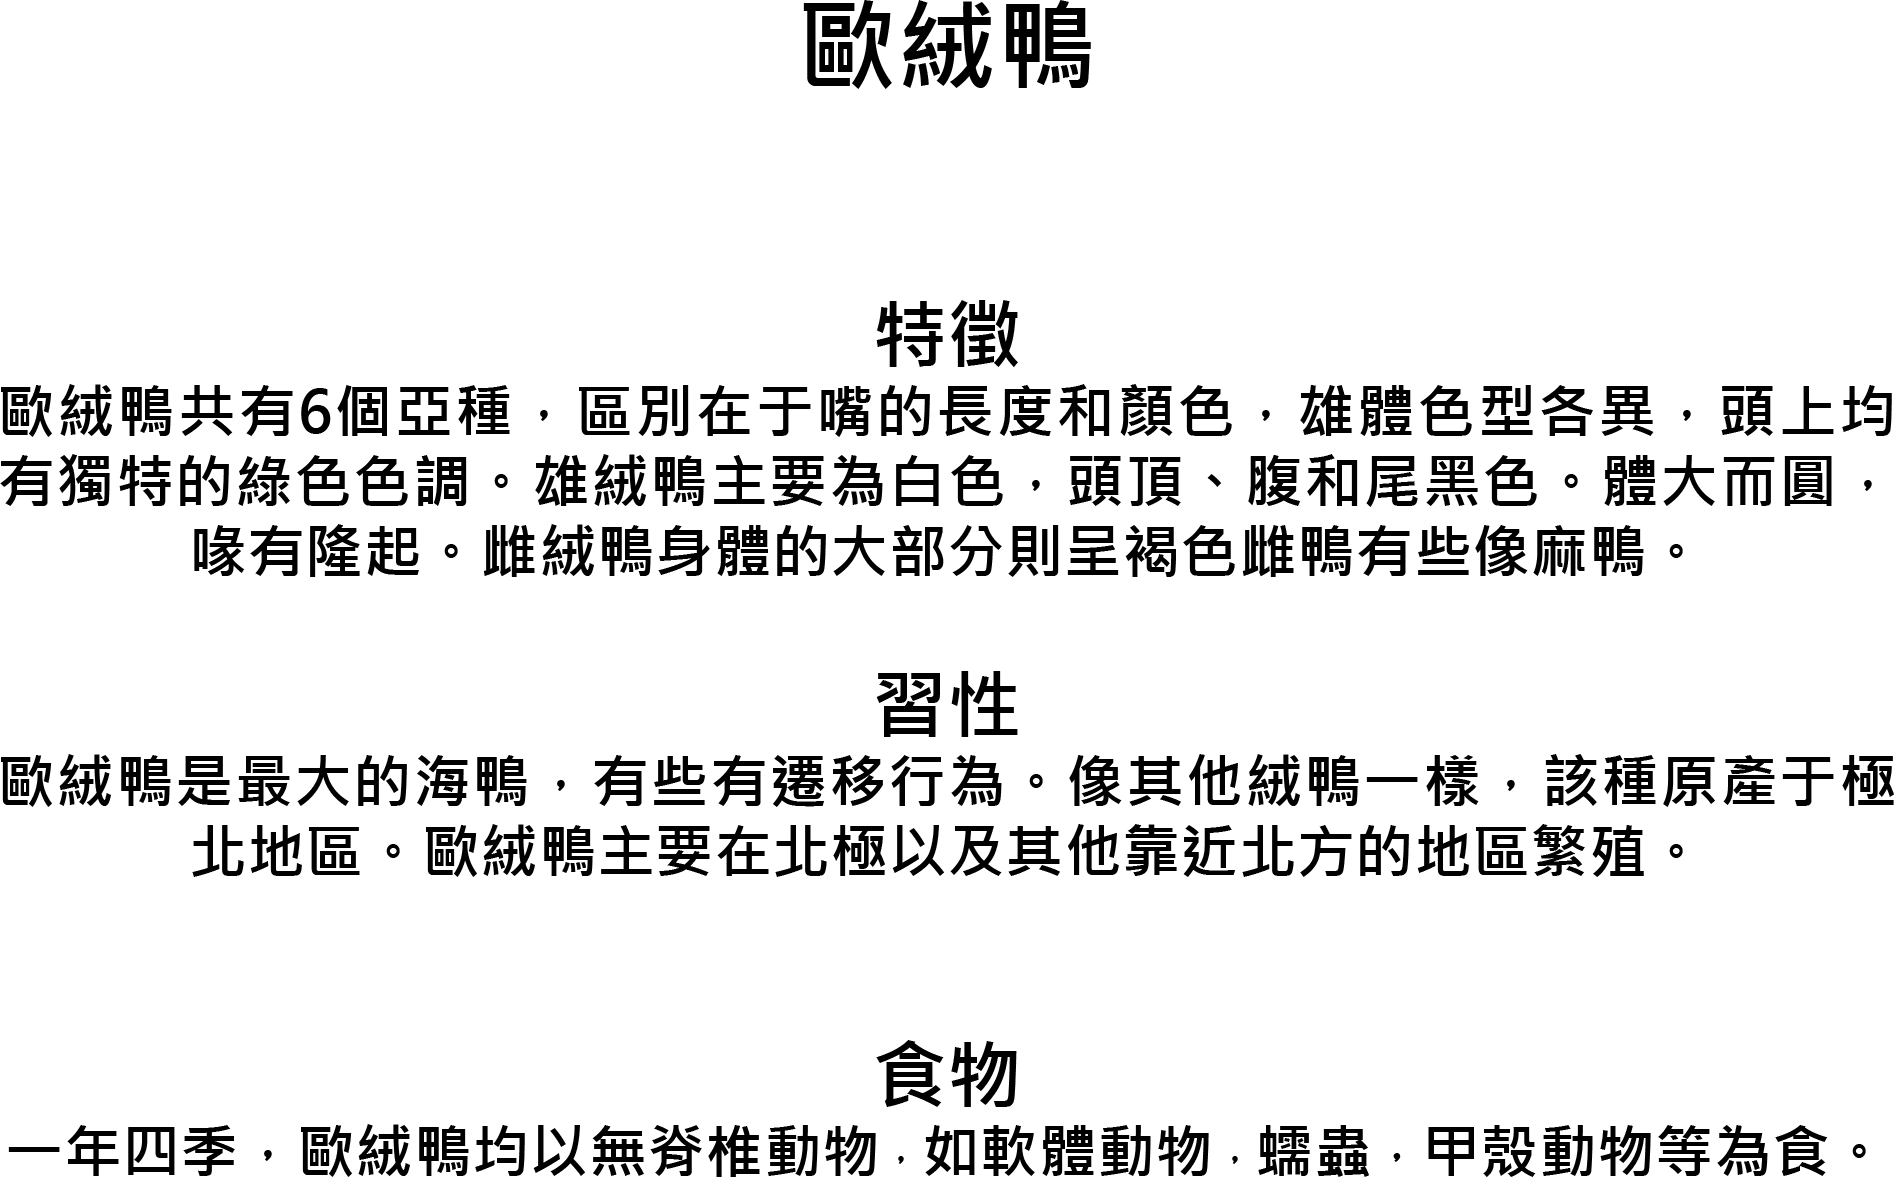 歐絨鴨
特徵
歐絨鴨共有6個亞種，區別在于嘴的長度和顏色，雄體色型各異，頭上均
有獨特的綠色色調。雄絨鴨主要為白色，頭頂、腹和尾黑色。體大而圓，
喙有隆起。雌絨鴨身體的大部分則呈褐色雌鴨有些像麻鴨。
習性
歐絨鴨是最大的海鴨，有些有遷移行為。像其他絨鴨一樣，該種原產于極
北地區。歐絨鴨主要在北極以及其他靠近北方的地區繁殖。
食物
一年四季，歐絨鴨均以無脊椎動物，如軟體動物，蠕蟲，甲殼動物等為食。